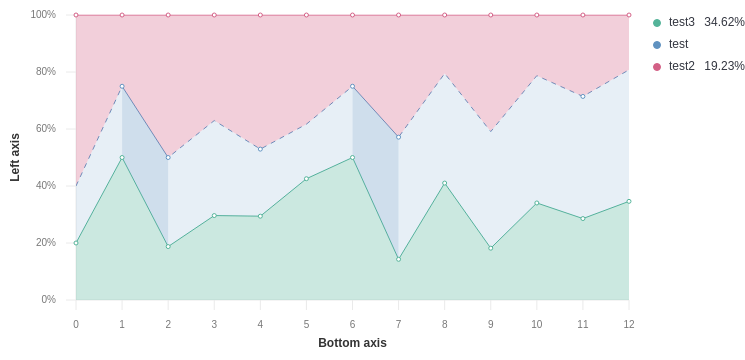 100%
80%
60%
40%
20%
0%
Left axis
0 1 2 3 4 5 6 7 8 9 10 11 12
Bottom axis
test3 34.62%
test
test2 19.23%